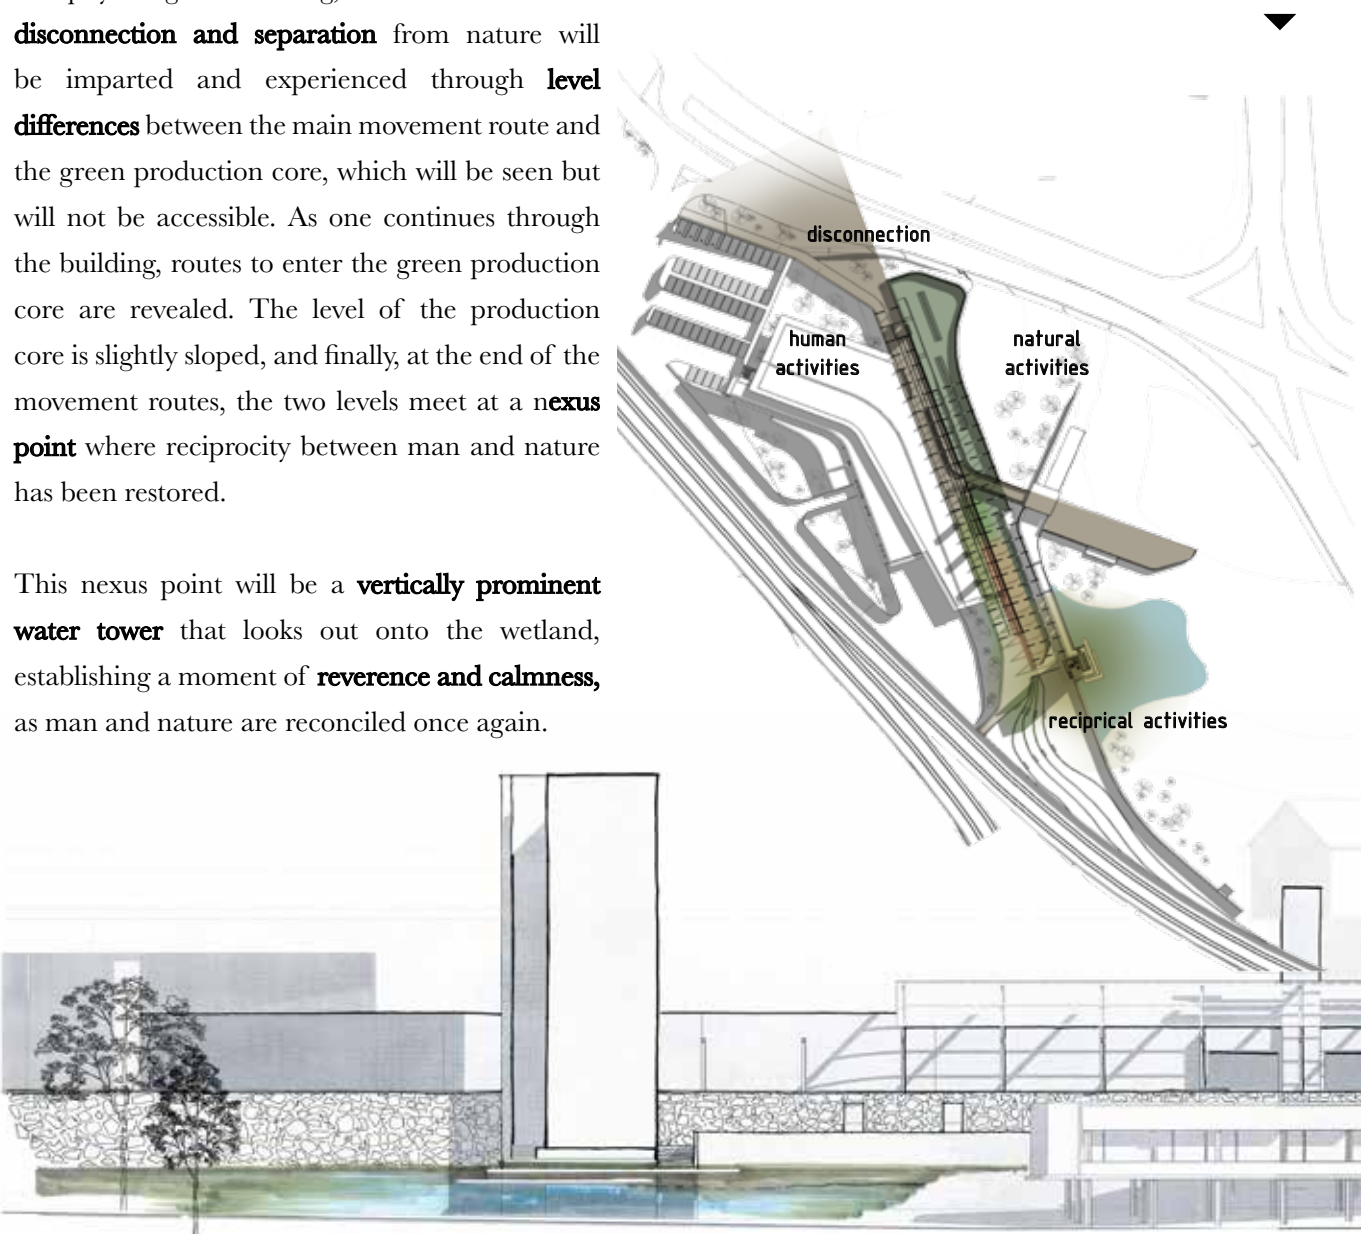 disconnection and separation from nature will
be imparted and experienced through level
differences between the main movement route and
the green production core, which will be seen but
will not be accessible. As one continues through
the building, routes to enter the green production
core are revealed. The level of the production
core is slightly sloped, and finally, at the end of the
movement routes, the two levels meet at a nexus
point where reciprocity between man and nature
has been restored.
This nexus point will be a vertically prominent
water tower that looks out onto the wetland,
establishing a moment of reverence and calmness,
as man and nature are reconciled once again.
disconnection
human
activities
natural
activities
reciprical activities